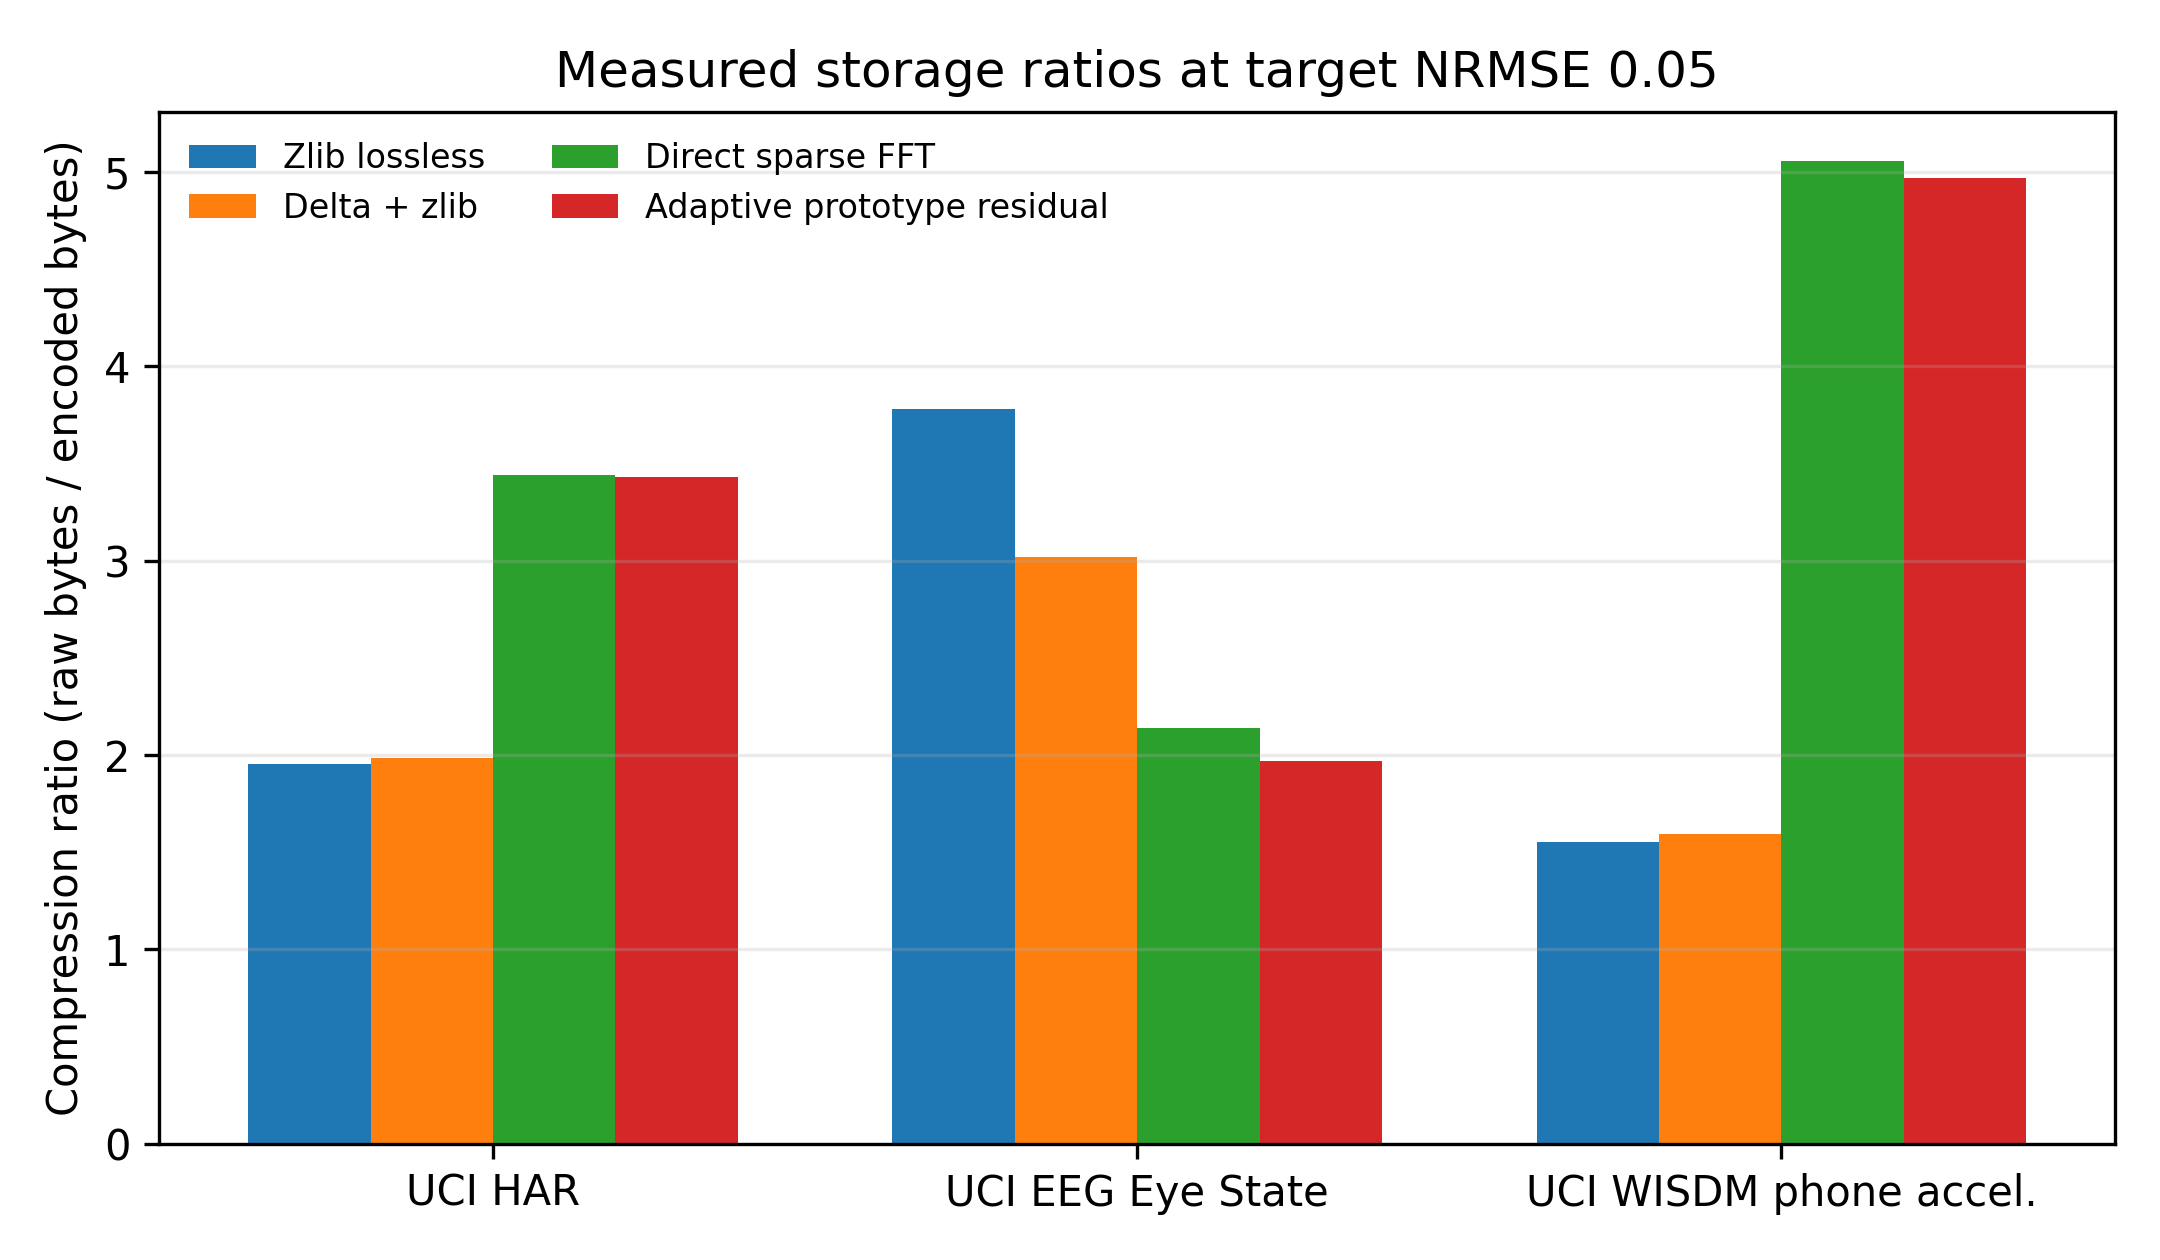 Measured storage ratios at target NRMSE 0.05
Compression ratio (raw bytes / encoded bytes)
5
4
3
2
1
0
Zlib lossless
Delta + zlib
Direct sparse FFT
Adaptive prototype residual
UCI HAR
UCI EEG Eye State
UCI WISDM phone accel.